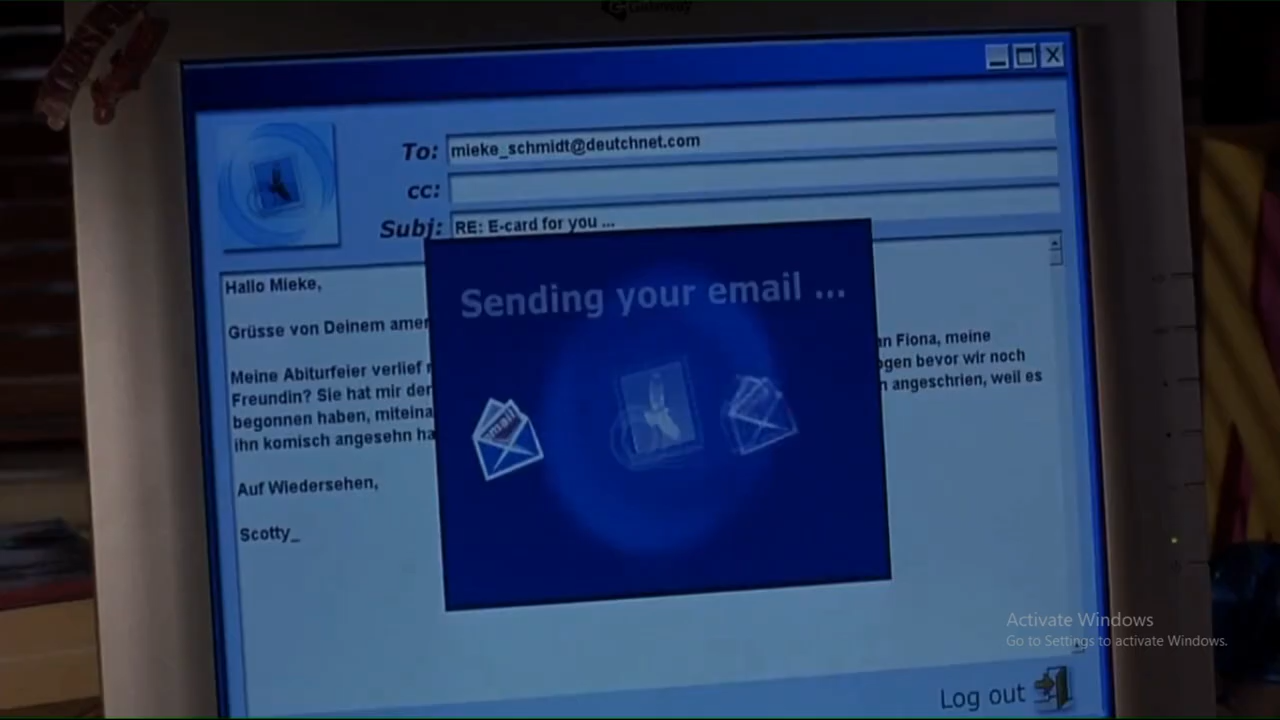 Gateway
To: mieke_schmidt@deutchnet.com
cc:
Subj: RE: E-card for you ...
Sending your email ...
Hallo Mieke,
Grüsse von Deinem amer
Meine Abiturfeier verlief n Fiona, meine
Freundin? Sie hat mir der ogen bevor wir noch
begonnen haben, miteina angeschrien, weil es
ihn komisch angesehn ha
Auf Wiedersehen,
Scotty_
email
Activate Windows
Go to Settings to activate Windows.
Log out